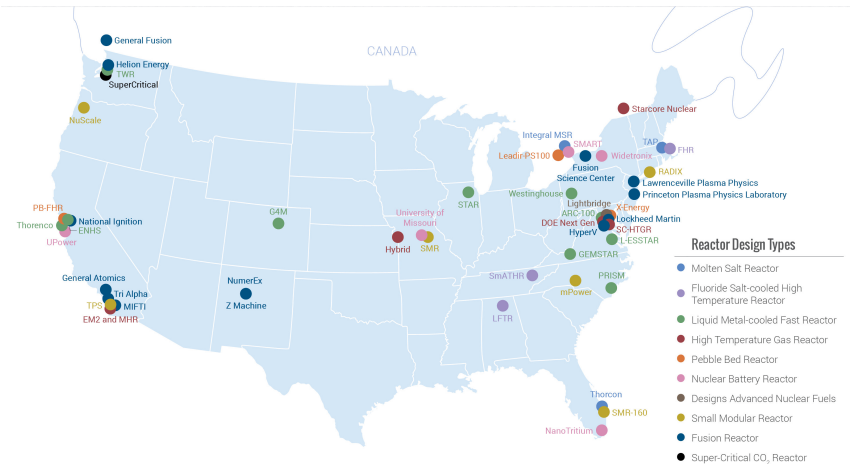 CANADA
General Fusion
Helion Energy
TWR
SuperCritical
NuScale
Starcore Nuclear
Integral MSR
SMART
TAP
FHR
Leadir-PS100
Widetronix
Fusion
Science Center
RADIX
Lawrenceville Plasma Physics
Princeton Plasma Physics Laboratory
Westinghouse
STAR
Lightbridge
X-Energy
ARC-100
Lockheed Martin
DOE Next Gen
SC-HTGR
HyperV
L-ESSTAR
PB-FHR
National Ignition
Thorenco
ENHS
UPower
G4M
University of
Missouri
Hybrid
SMR
GEMSTAR
General Atomics
Tri Alpha
TPS
MIFTI
EM2 and MHR
NumerEx
Z Machine
SmATHR
mPower
PRISM
LFTR
Thorcon
SMR-160
NanoTritium
Reactor Design Types
Molten Salt Reactor
Fluoride Salt-cooled High
Temperature Reactor
Liquid Metal-cooled Fast Reactor
High Temperature Gas Reactor
Pebble Bed Reactor
Nuclear Battery Reactor
Designs Advanced Nuclear Fuels
Small Modular Reactor
Fusion Reactor
Super-Critical CO₂ Reactor